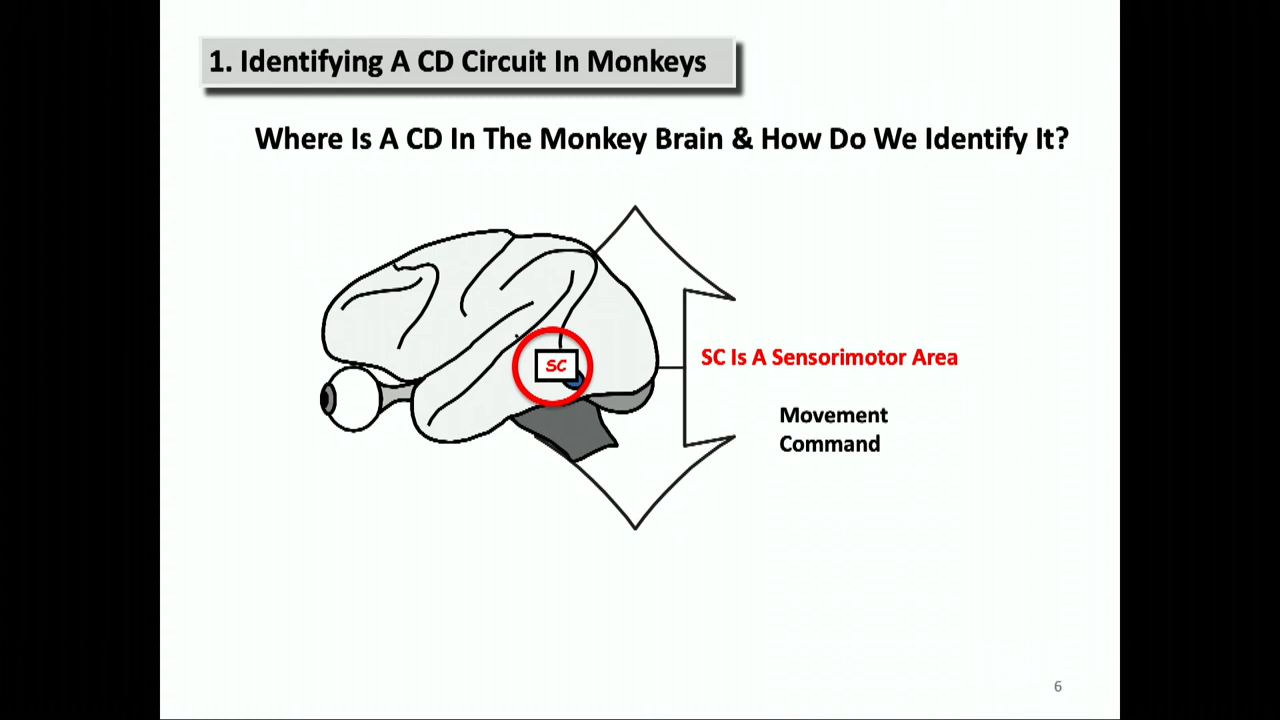 1. Identifying A CD Circuit In Monkeys
Where Is A CD In The Monkey Brain & How Do We Identify It?
SC
SC Is A Sensorimotor Area
Movement
Command
6